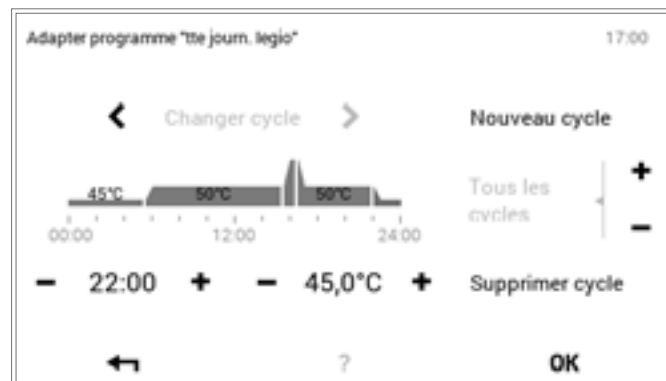 Adapter programme "tte journ. legio"
17:00
Changer cycle
Nouveau cycle
45°C
50°C
50°C
Tous les
cycles
00:00
12:00
24:00
22:00
45,0°C
Supprimer cycle
?
OK